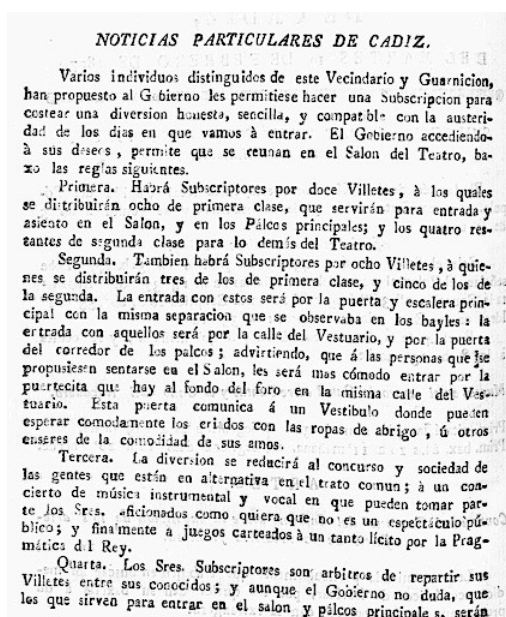 NOTICIAS PARTICULARES DE CADIZ.
Varios individuos distinguidos de este Vecindario y Guarnicion,
han propuesto al Gobierno les permitiese hacer una Subscripcion para
costear una diversion honesta, sencilla, y compatible con la austeri-
dad de los dias en que vamos à entrar. El Gobierno accediendo
à sus deseos, permite que se reunan en el Salon del Teatro, ba-
xo las reglas siguientes.
Primera. Habrá Subscriptores por doce Villetes, à los quales
se distribuirán ocho de primera clase, que servirán para entrada y
asiento en el Salon, y en los Pálcos principales; y los quatro res-
tantes de segunda clase para lo demás del Teatro.
Segunda. Tambien habrá Subscriptores por ocho Villetes, à quie-
nes se distribuirán tres de los de primera clase, y cinco de los de
la segunda. La entrada con estos será por la puerta y escalera prin-
cipal con la misma separacion que se observaba en los bayles: la
entrada con aquellos será por la calle del Vestuario, y por la puerta
del corredor de los palcos; advirtiendo, que á las personas que se
propusiesen sentarse en el Salon, les será mas cómodo entrar por la
puertecita que hay al fondo del foro en la misma calle del Ves-
tuario. Esta puerta comunica á un Vestibulo donde pueden
esperar comodamente los criados con las ropas de abrigo, ú otros
enseres de la comodidad de sus amos.
Tercera. La diversion se reducirá al concurso y sociedad de
las gentes que están en alternativa en el trato comun; à un con-
cierto de música instrumental y vocal en que pueden tomar par-
te los Sres. aficionados como quiera que no es un espectáculo pú-
blico; y finalmente a juegos carteados à un tanto lícito por la Prag-
mática del Rey.
Quarta. Los Sres. Subscriptores son arbitros de repartir sus
Villetes entre sus conocidos; y aunque el Gobierno no duda, que
los que sirven para entrar en el salon y pálcos principales, serán